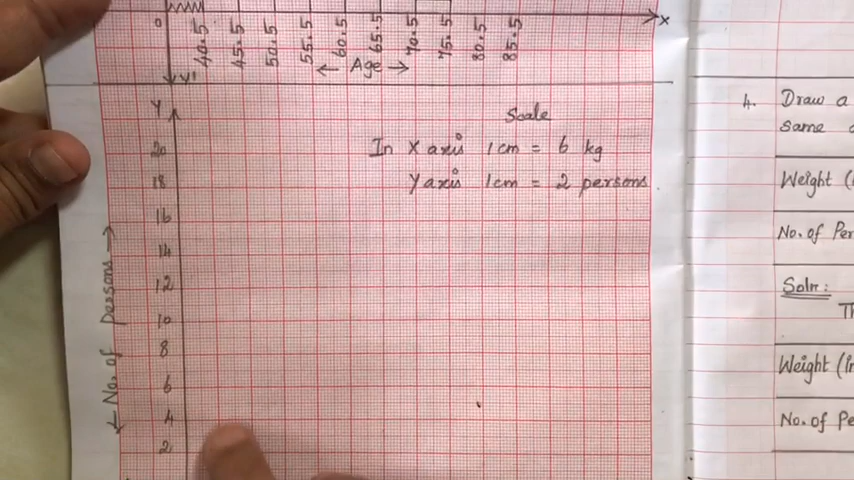 0
40.5 45.5 50.5 55.5 60.5 65.5 70.5 75.5 80.5 85.5
x
← Age →
Y'
Y
Scale
In X axis 1cm = 6 kg
Y axis 1cm = 2 persons.
20
18
16
14
12
10
8
6
4
2
← No. of persons →
4. Draw a
same
Weight (
No. of Per
Soln:
Th
Weight (in
No. of Pe